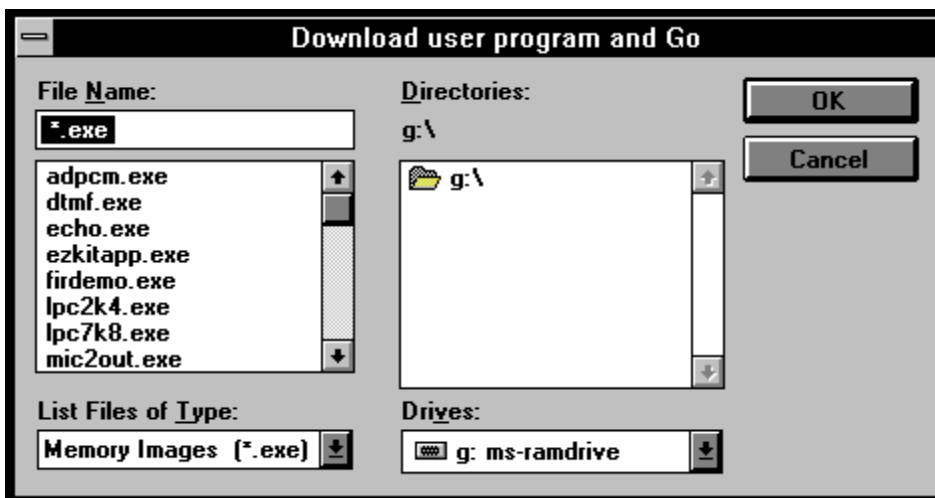 Download user program and Go
File Name:
*.exe
adpcm.exe
dtmf.exe
echo.exe
ezkitapp.exe
firdemo.exe
lpc2k4.exe
lpc7k8.exe
mic2out.exe
List Files of Type:
Memory Images (*.exe)
Directories:
g:\
g:\
Drives:
g: ms-ramdrive
OK
Cancel